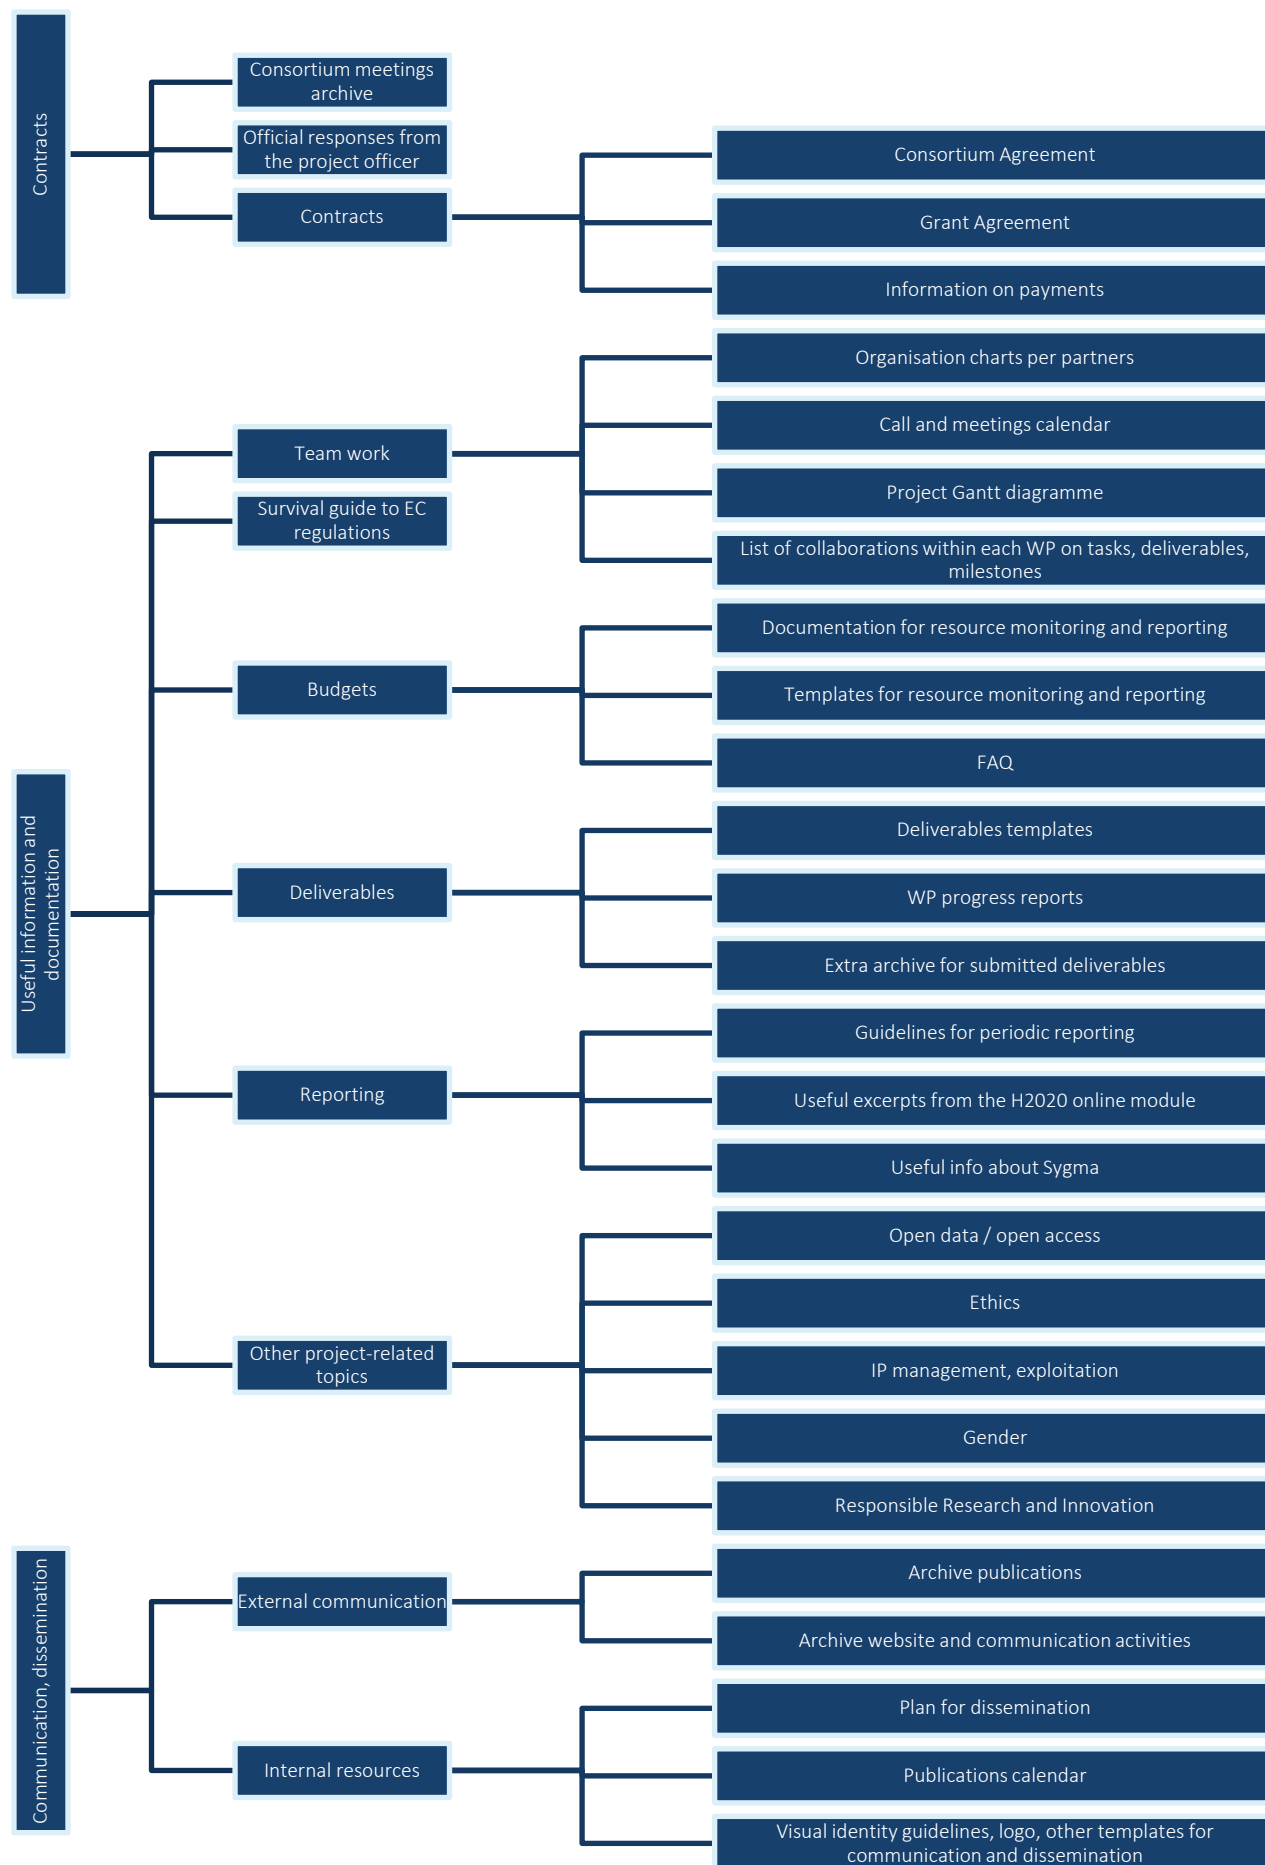 Contracts
Consortium meetings
archive
Official responses from
the project officer
Contracts
Consortium Agreement
Grant Agreement
Information on payments
Useful information and
documentation
Team work
Organisation charts per partners
Call and meetings calendar
Project Gantt diagramme
List of collaborations within each WP on tasks, deliverables,
milestones
Survival guide to EC
regulations
Budgets
Documentation for resource monitoring and reporting
Templates for resource monitoring and reporting
FAQ
Deliverables
Deliverables templates
WP progress reports
Extra archive for submitted deliverables
Reporting
Guidelines for periodic reporting
Useful excerpts from the H2020 online module
Useful info about Sygma
Other project-related
topics
Open data / open access
Ethics
IP management, exploitation
Gender
Responsible Research and Innovation
Communication, dissemination
External communication
Archive publications
Archive website and communication activities
Internal resources
Plan for dissemination
Publications calendar
Visual identity guidelines, logo, other templates for
communication and dissemination